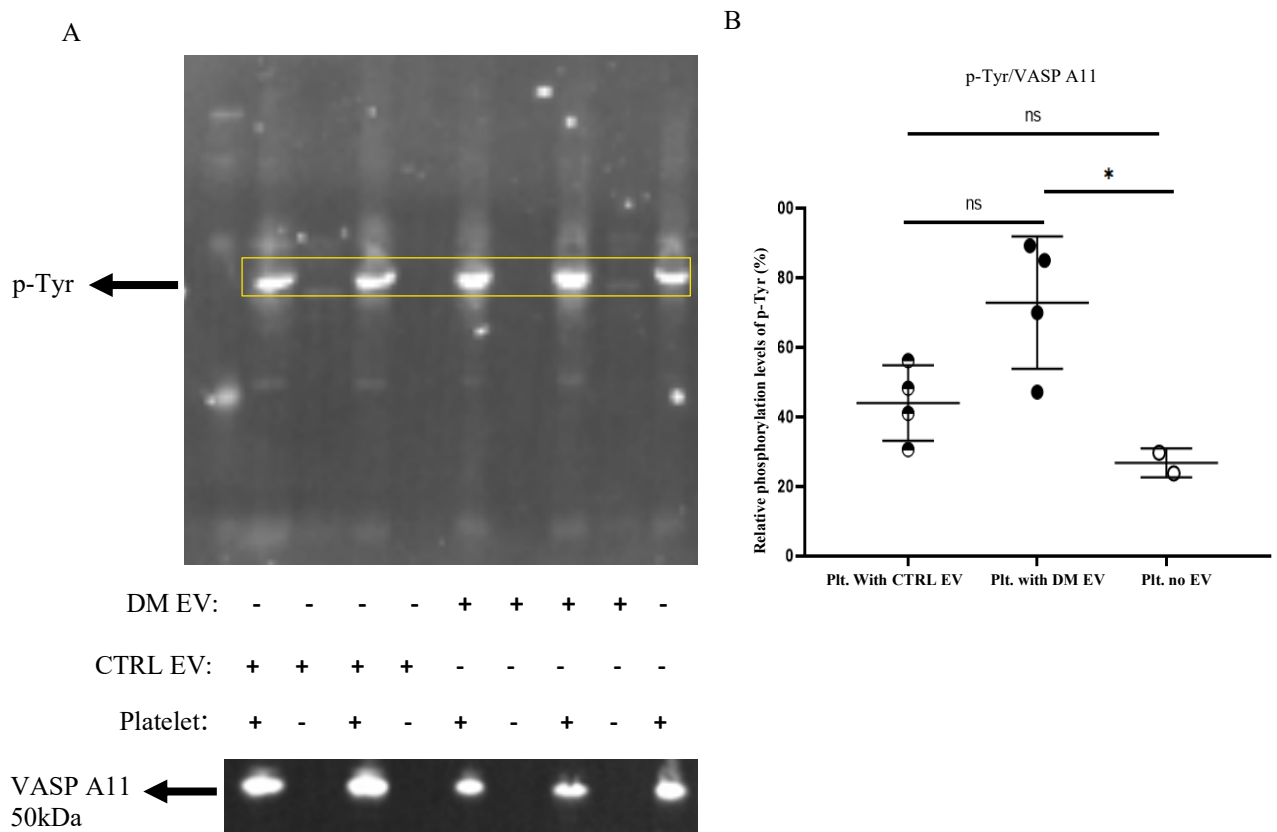 A
B
p-Tyr/VASP A11
ns
*
ns
p-Tyr
Relative phosphorylation levels of p-Tyr (%)
00
80
60
40
20
0
Plt. With CTRL EV
Plt. with DM EV
Plt. no EV
DM EV: - - - - + + + + -
CTRL EV: + + + + - - - - -
Platelet: + - + - + - + - +
VASP A11
50kDa